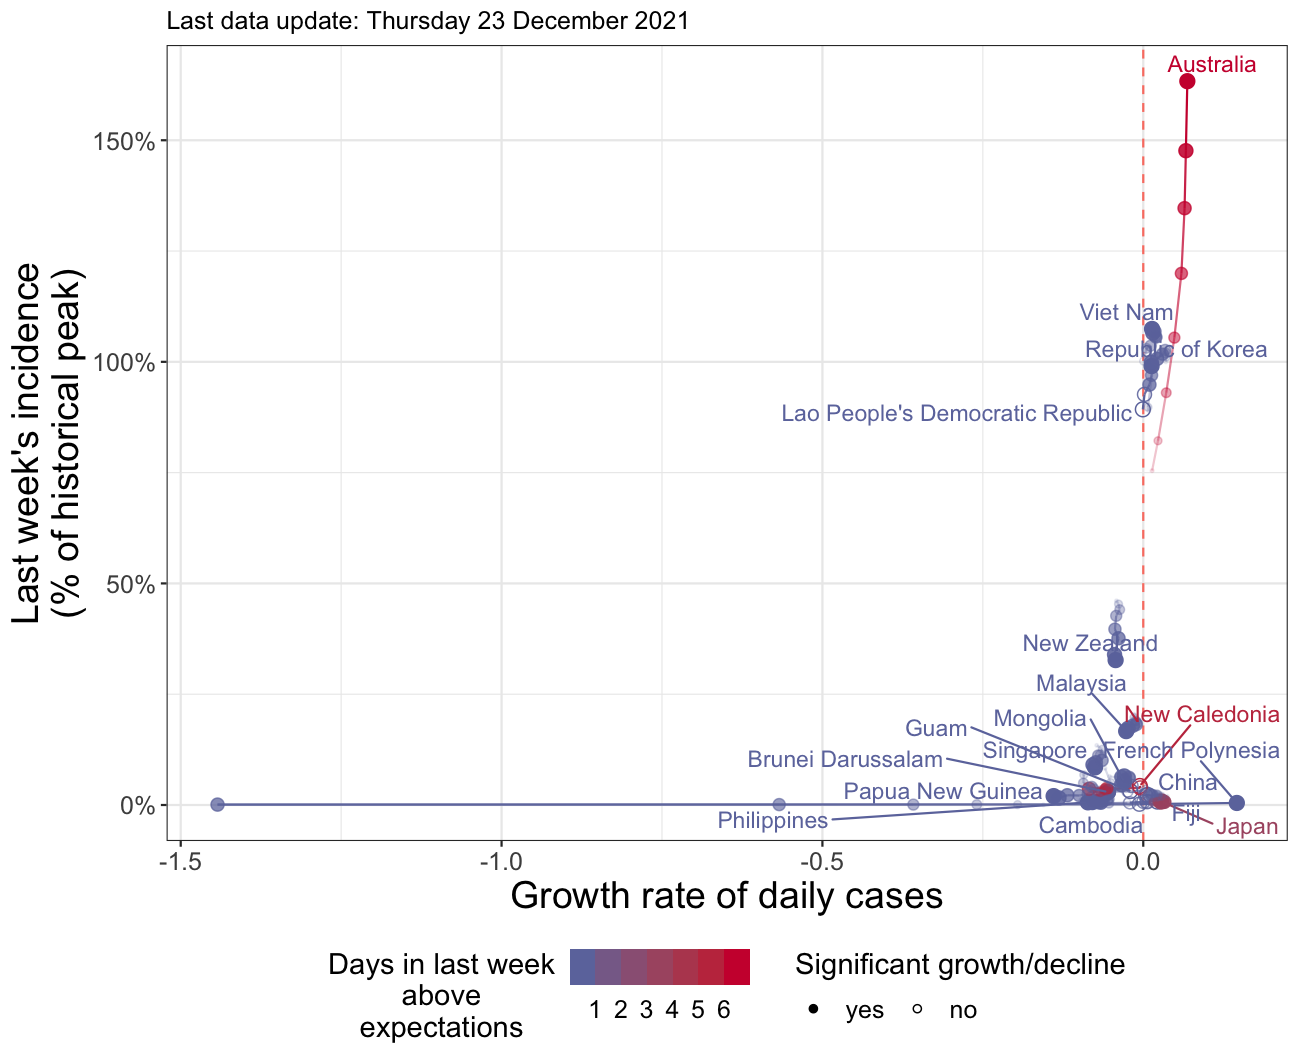 Last data update: Thursday 23 December 2021
Last week's incidence
(% of historical peak)
150%
100%
50%
0%
Australia
Viet Nam
Republic of Korea
Lao People's Democratic Republic
New Zealand
Malaysia
New Caledonia
Mongolia
Guam
Singapore
French Polynesia
Brunei Darussalam
China
Papua New Guinea
Fiji
Philippines
Cambodia
Japan
-1.5
-1.0
-0.5
0.0
Growth rate of daily cases
Days in last week
above
expectations
1 2 3 4 5 6
Significant growth/decline
yes
no